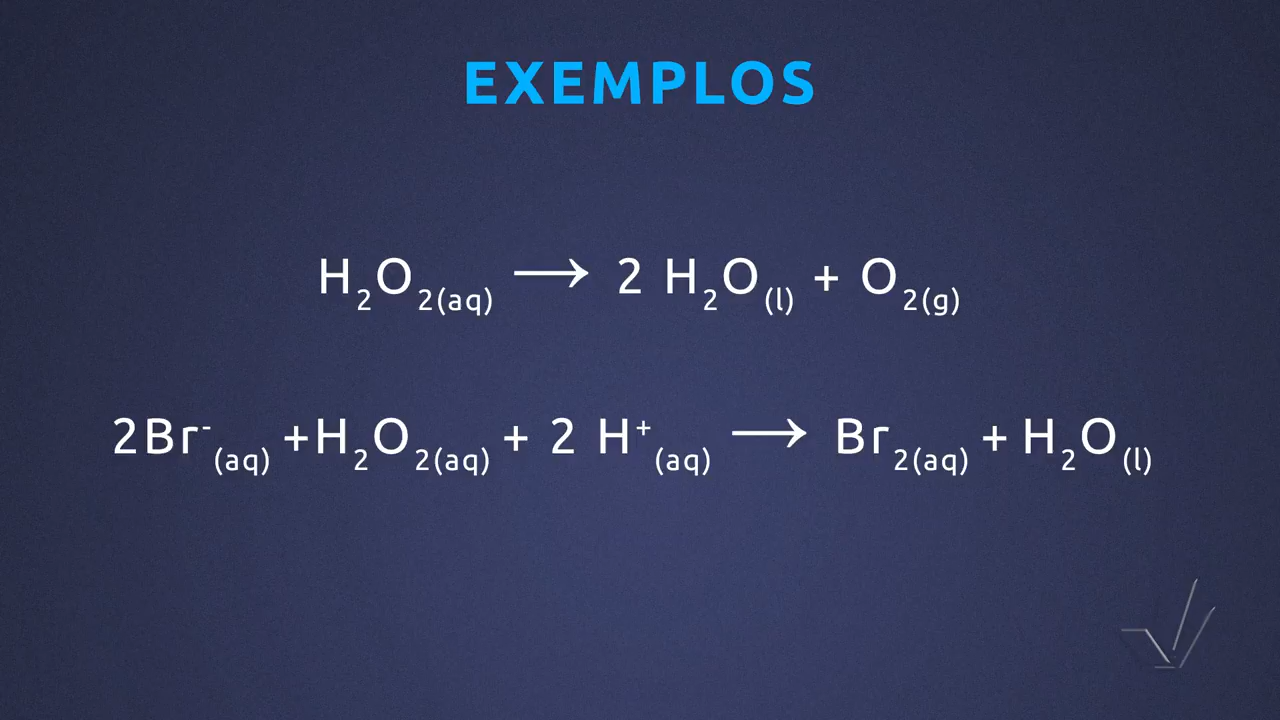 EXEMPLOS
H₂O₂(aq) ⟶ 2 H₂O(l) + O₂(g)
2Br⁻(aq) +H₂O₂(aq) + 2 H⁺(aq) ⟶ Br₂(aq) + H₂O(l)